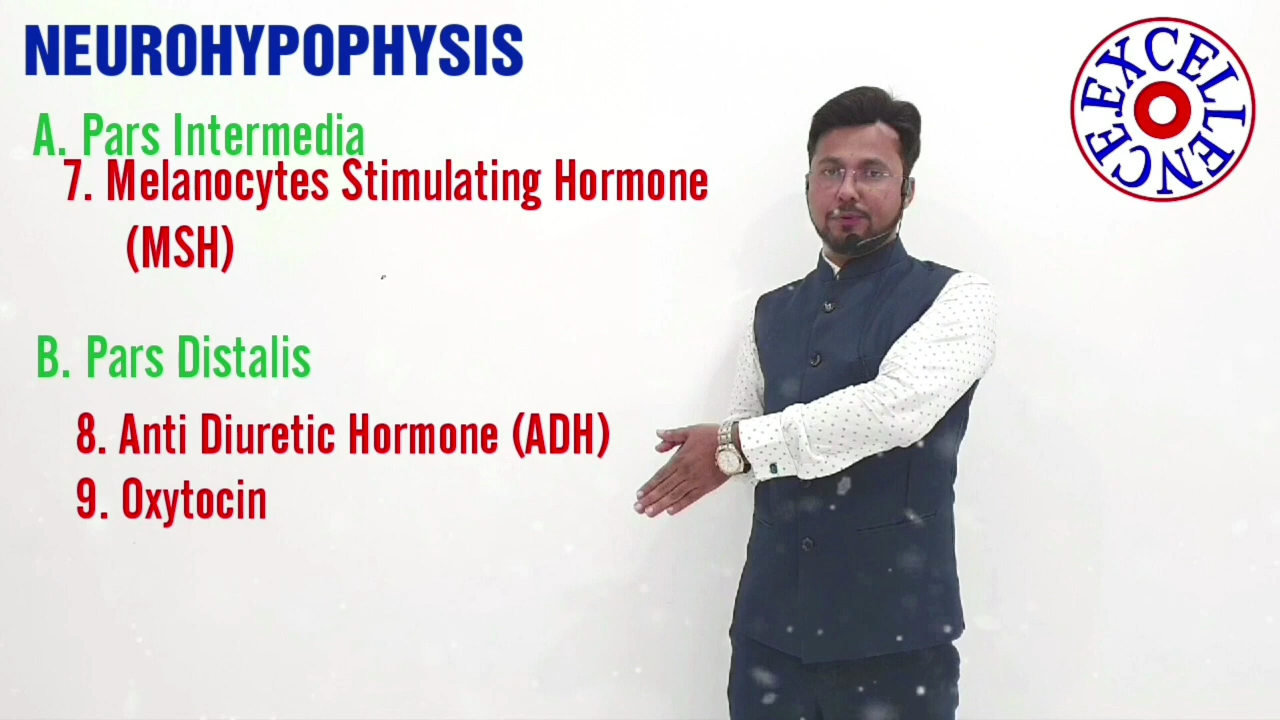 NEUROHYPOPHYSIS
A. Pars Intermedia
7. Melanocytes Stimulating Hormone
(MSH)
B. Pars Distalis
8. Anti Diuretic Hormone (ADH)
9. Oxytocin
EXCELLENCE